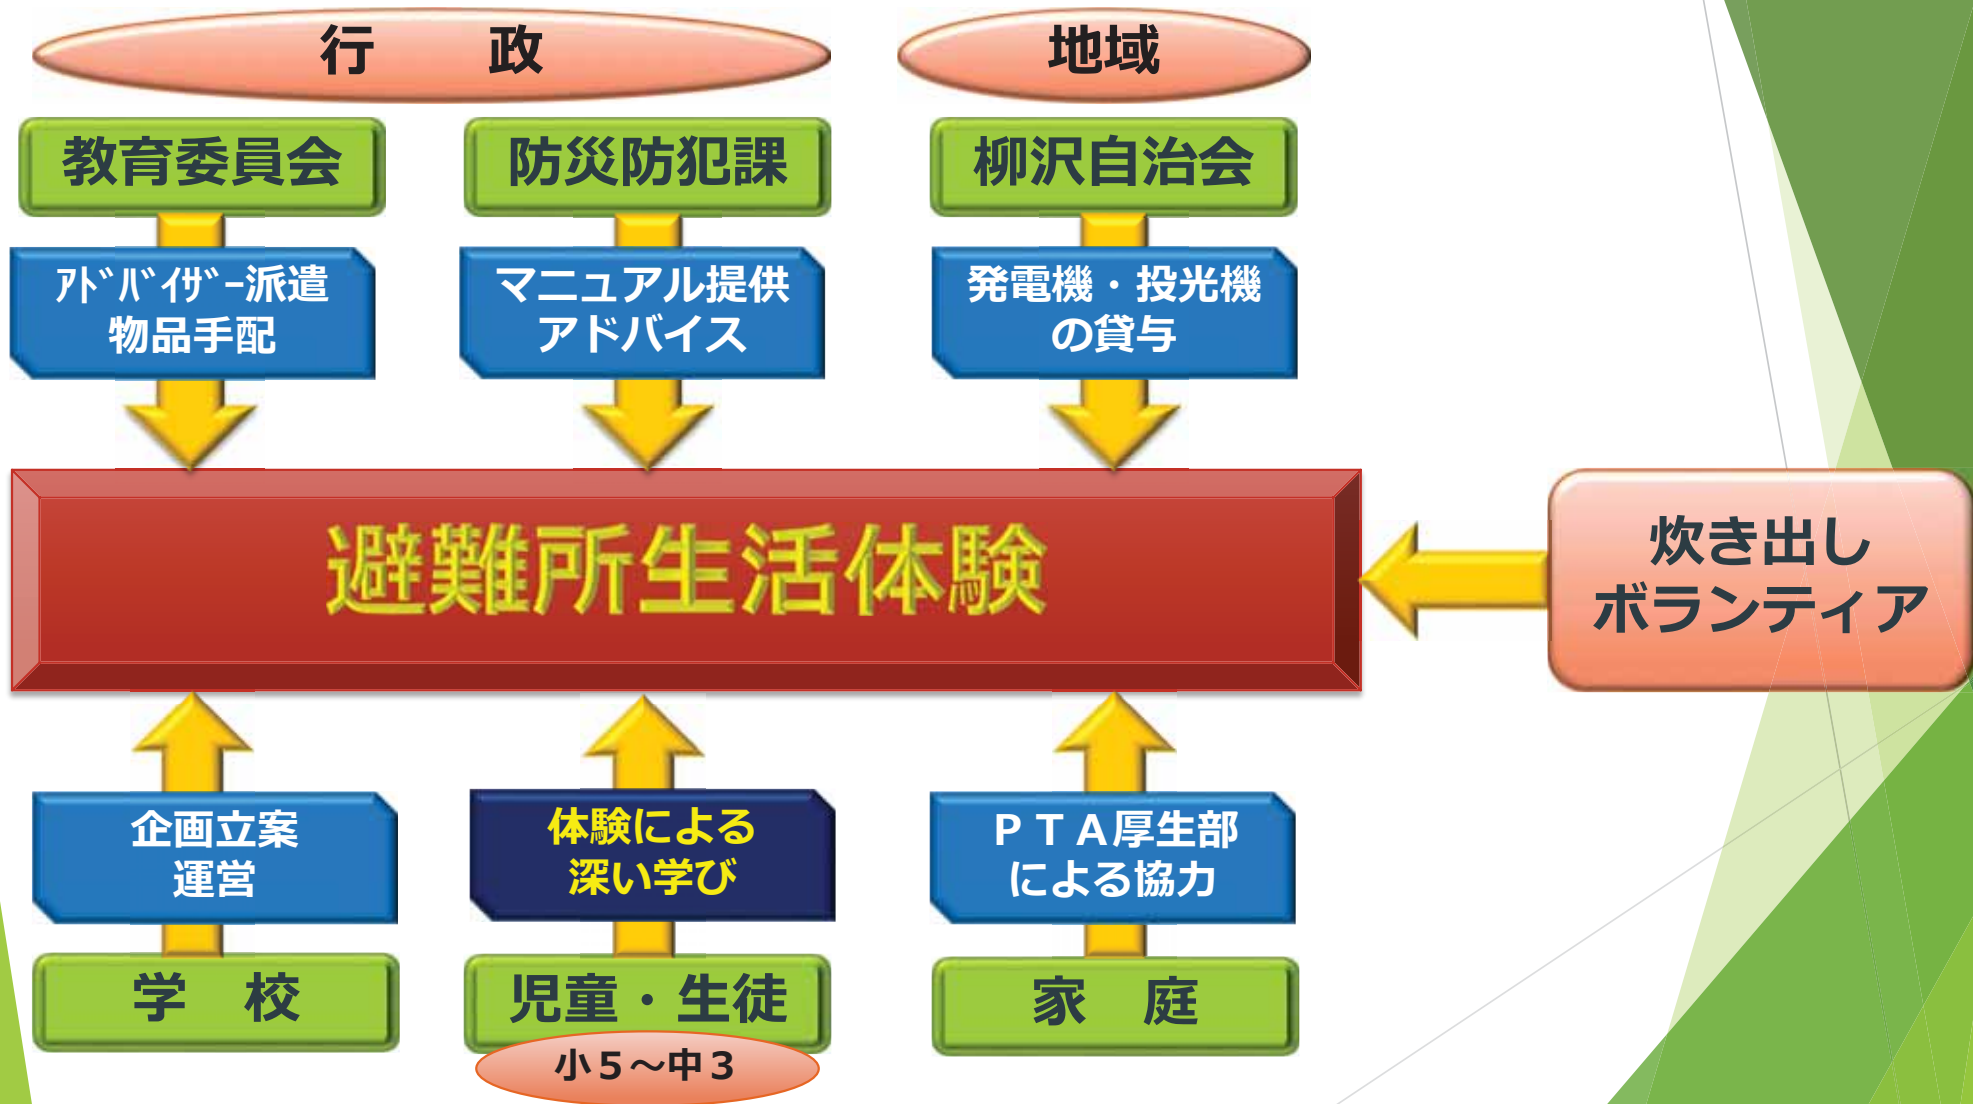 行　　政
地域
教育委員会
防災防犯課
柳沢自治会
ｱﾄﾞﾊﾞｲｻﾞｰ派遣
物品手配
マニュアル提供
アドバイス
発電機・投光機
の貸与
避難所生活体験
炊き出し
ボランティア
企画立案
運営
体験による
深い学び
ＰＴＡ厚生部
による協力
学　校
児童・生徒
家　庭
小５～中３